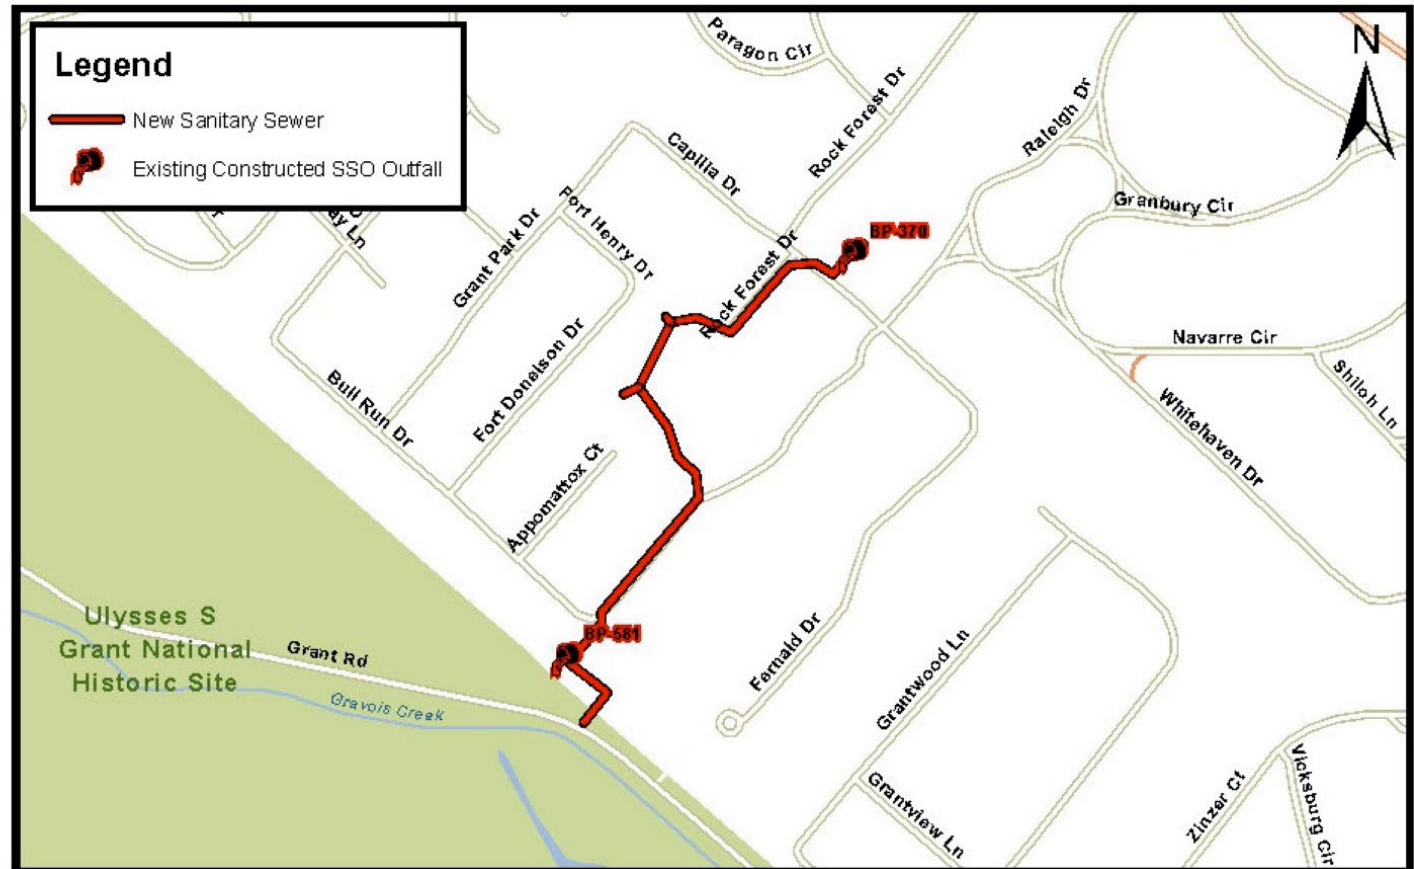 Legend
New Sanitary Sewer
Existing Constructed SSO Outfall
N
Paragon Cir
Rock Forest Dr
Raleigh Dr
Capilia Dr
Granbury Cir
Fort Henry Dr
Grant Park Dr
BP-370
Rock Forest Dr
Fort Donelson Dr
Navarre Cir
Shiloh Ln
Bull Run Dr
Whitehaven Dr
Appomattox Ct
Ulysses S
Grant National
Historic Site
Grant Rd
BP-581
Gravois Creek
Fernald Dr
Grantwood Ln
Grantview Ln
Zinzer Ct
Vicksburg Cir